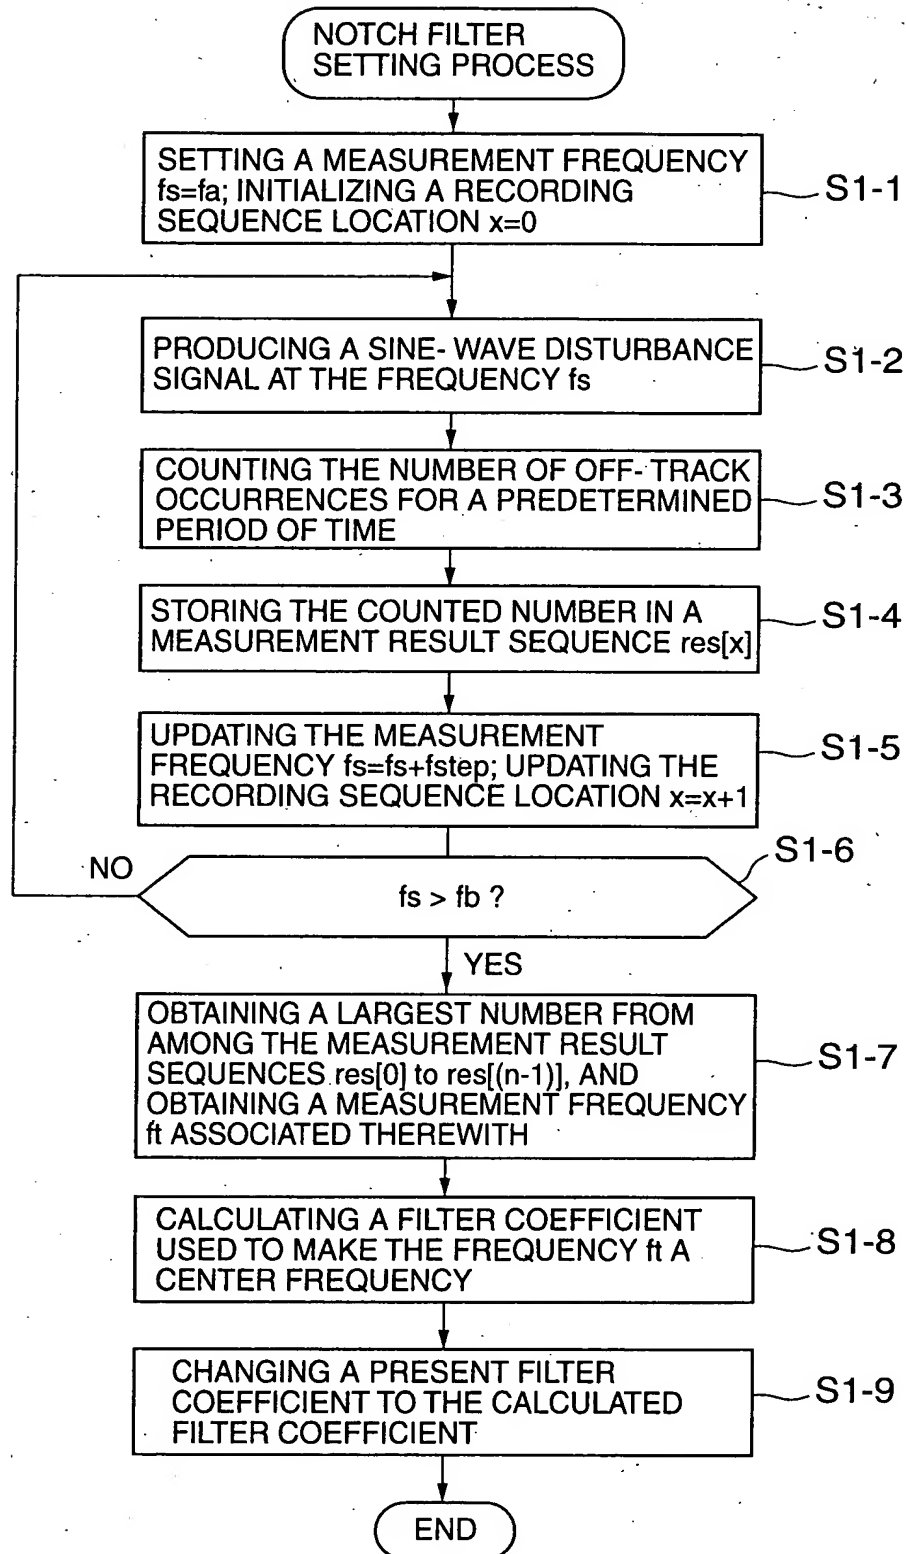 NOTCH FILTER
SETTING PROCESS
SETTING A MEASUREMENT FREQUENCY
fs=fa; INITIALIZING A RECORDING
SEQUENCE LOCATION x=0
S1-1
PRODUCING A SINE- WAVE DISTURBANCE
SIGNAL AT THE FREQUENCY fs
S1-2
COUNTING THE NUMBER OF OFF- TRACK
OCCURRENCES FOR A PREDETERMINED
PERIOD OF TIME
S1-3
STORING THE COUNTED NUMBER IN A
MEASUREMENT RESULT SEQUENCE res[x]
S1-4
UPDATING THE MEASUREMENT
FREQUENCY fs=fs+fstep; UPDATING THE
RECORDING SEQUENCE LOCATION x=x+1
S1-5
NO
fs > fb ?
S1-6
YES
OBTAINING A LARGEST NUMBER FROM
AMONG THE MEASUREMENT RESULT
SEQUENCES res[0] to res[(n-1)], AND
OBTAINING A MEASUREMENT FREQUENCY
ft ASSOCIATED THEREWITH
S1-7
CALCULATING A FILTER COEFFICIENT
USED TO MAKE THE FREQUENCY ft A
CENTER FREQUENCY
S1-8
CHANGING A PRESENT FILTER
COEFFICIENT TO THE CALCULATED
FILTER COEFFICIENT
S1-9
END